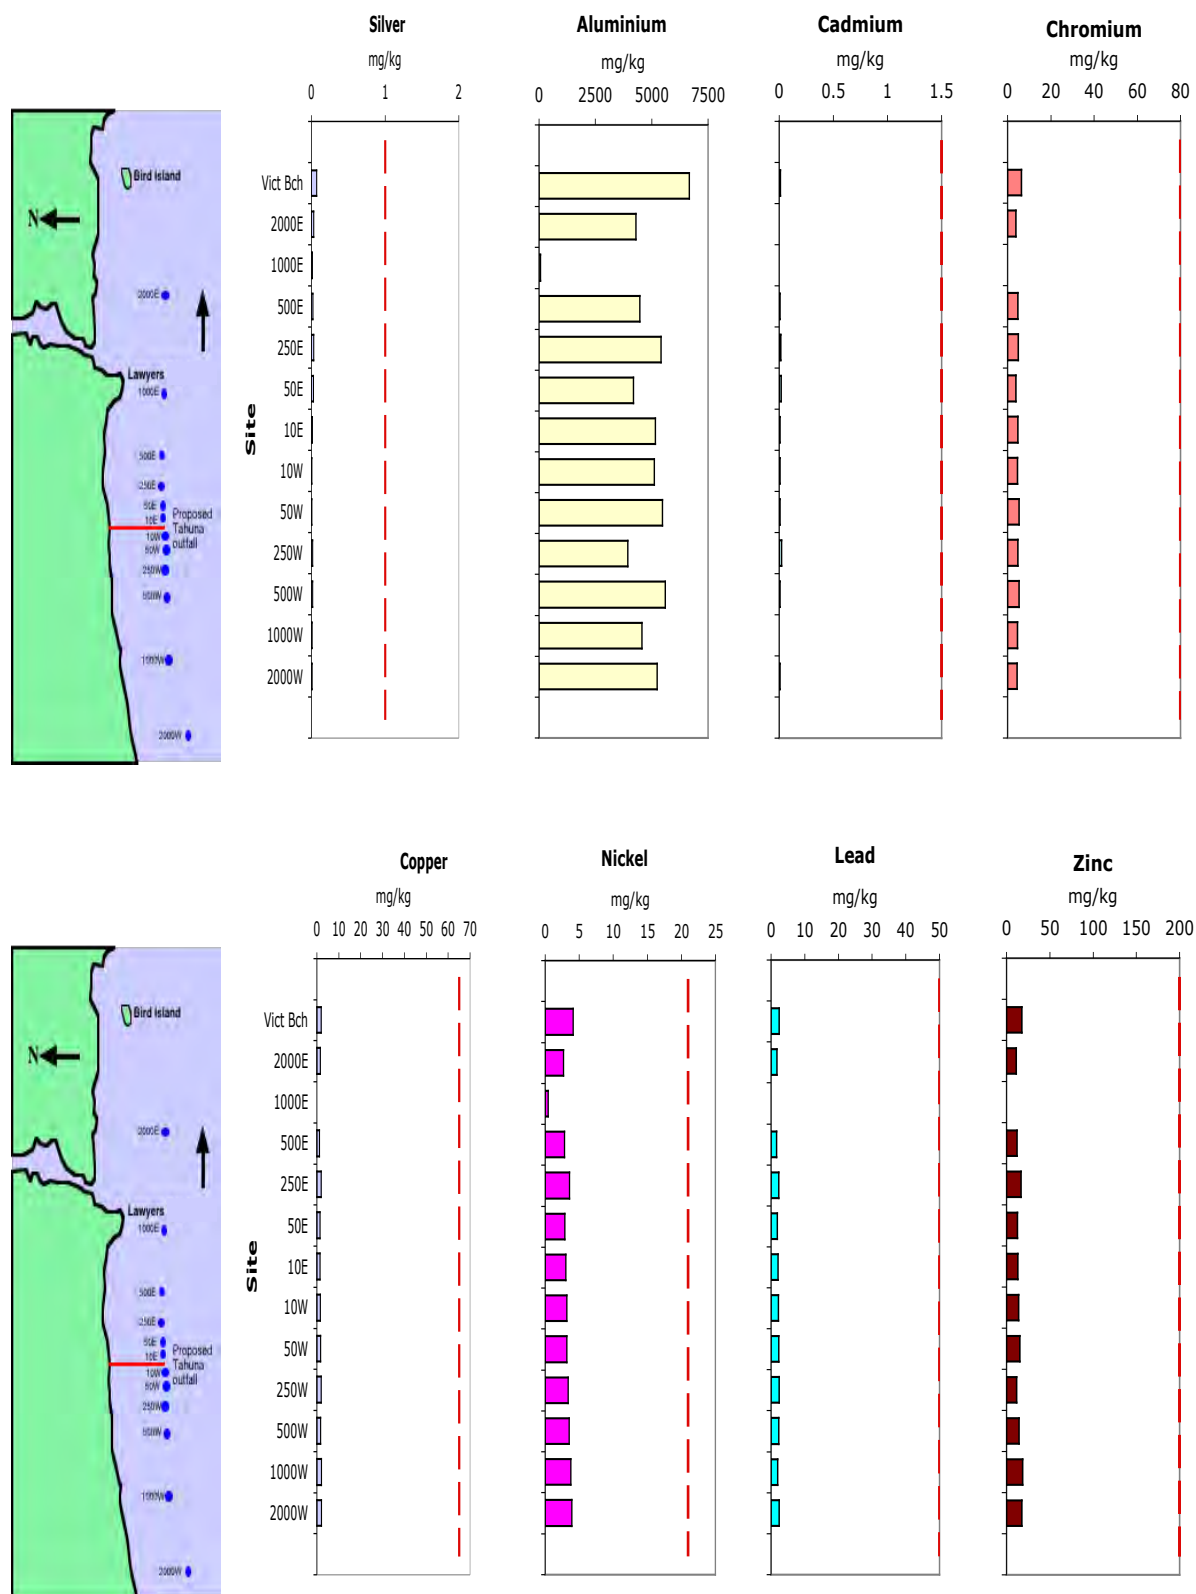 Silver
Aluminium
Cadmium
Chromium
mg/kg
mg/kg
mg/kg
mg/kg
0 1 2
0 2500 5000 7500
0 0.5 1 1.5
0 20 40 60 80
Site
Vict Bch
2000E
1000E
500E
250E
50E
10E
10W
50W
250W
500W
1000W
2000W
Bird Island
N
2000E
Lawyers
1000E
500E
250E
50E
10E
Proposed
Tahuna
outfall
10W
50W
250W
500W
1000W
2000W
Copper
Nickel
Lead
Zinc
mg/kg
mg/kg
mg/kg
mg/kg
0 10 20 30 40 50 60 70
0 5 10 15 20 25
0 10 20 30 40 50
0 50 100 150 200
Site
Vict Bch
2000E
1000E
500E
250E
50E
10E
10W
50W
250W
500W
1000W
2000W
Bird Island
N
2000E
Lawyers
1000E
500E
250E
50E
10E
Proposed
Tahuna
outfall
10W
50W
250W
500W
1000W
2000W